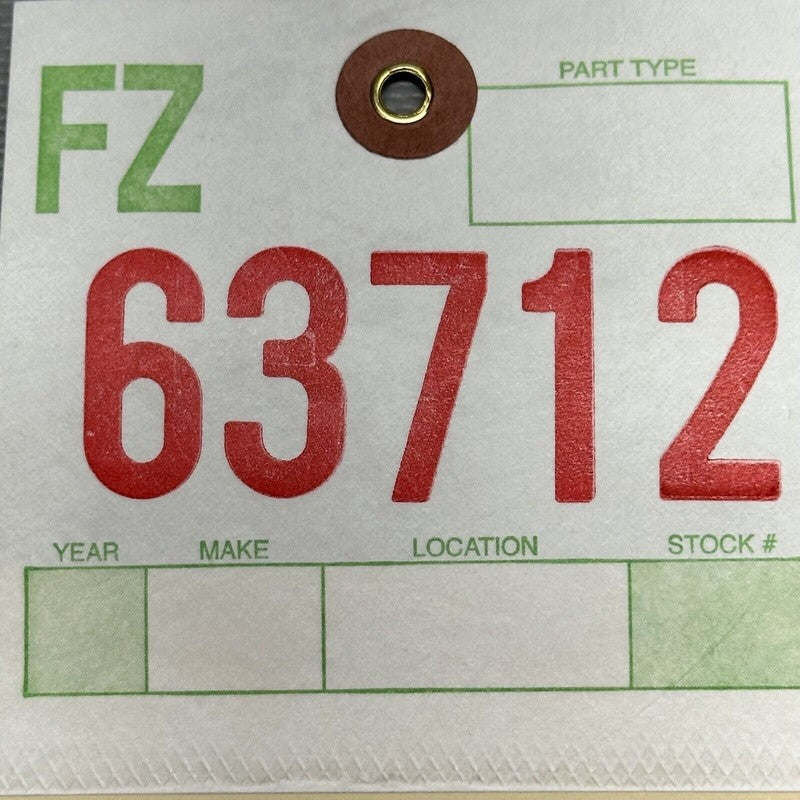 FZ
PART TYPE
63712
YEAR MAKE LOCATION STOCK #